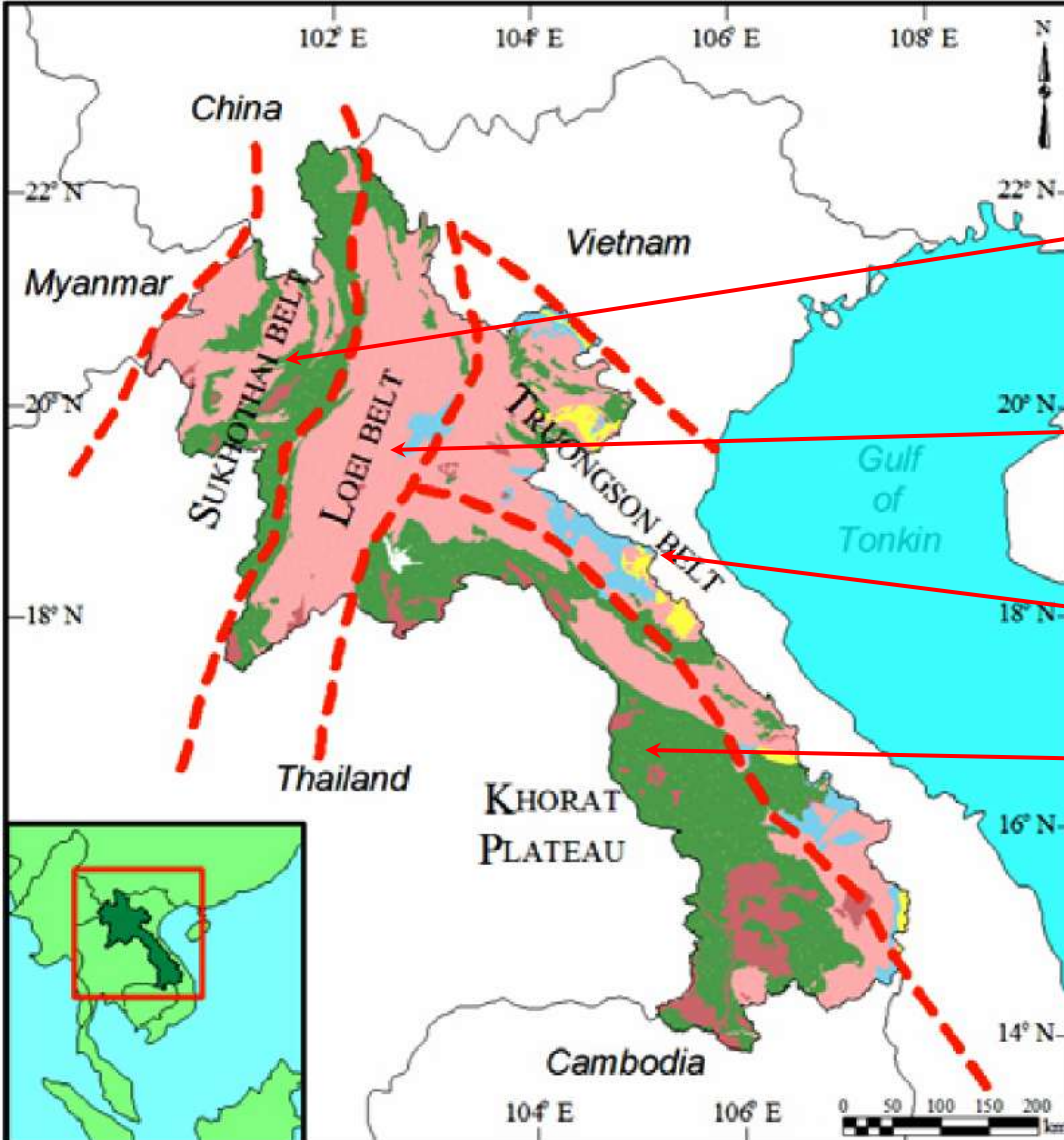 102° E 104° E 106° E 108° E
N
China
22° N 22° N
Vietnam
Myanmar
SUKHOTHAI BELT
LOEI BELT
TRUONGSON BELT
20° N 20° N
Gulf
of
Tonkin
18° N 18° N
Thailand
KHORAT
PLATEAU
16° N
14° N
Cambodia
104° E 106° E
0 50 100 150 200
km